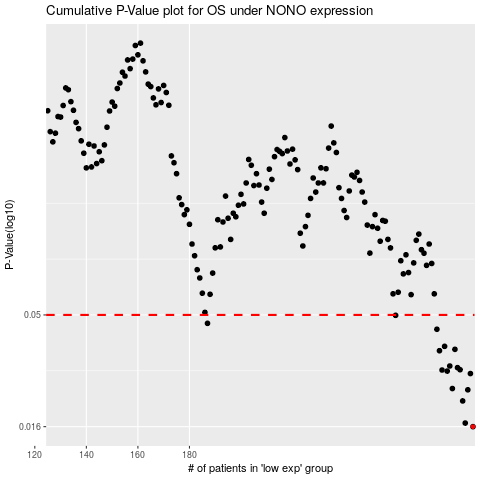 Cumulative P-Value plot for OS under NONO expression
P-Value(log10)
0.05
0.016
120 140 160 180
# of patients in 'low exp' group